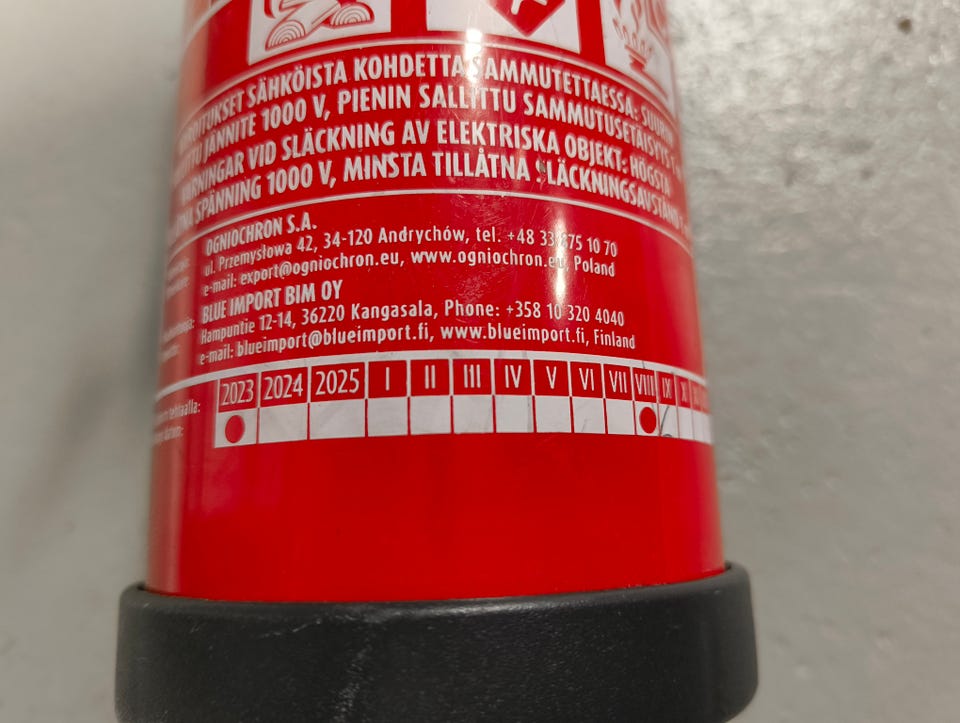 SÄHKÖISTA KOHDETTA SAMMUTETTAESSA:
JÄNNITE 1000 V, PIENIN SALLITTU SAMMUTUSETÄISYYS
VID SLÄCKNING AV ELEKTRISKA OBJEKT: HÖGSTA
SPÄNNING 1000 V, MINSTA TILLÅTNA SLÄCKNINGSAVSTÅND
OGNIOCHRON S.A.
ul. Przemysłowa 42, 34-120 Andrychów, tel. +48 33 875 10 70
e-mail: export@ogniochron.eu, www.ogniochron.eu, Poland
BLUE IMPORT BIM OY
Hampuntie 12-14, 36220 Kangasala, Phone: +358 10 320 4040
e-mail: blueimport@blueimport.fi, www.blueimport.fi, Finland
2023 2024 2025 I II III IV V VI VII VIII IX XI